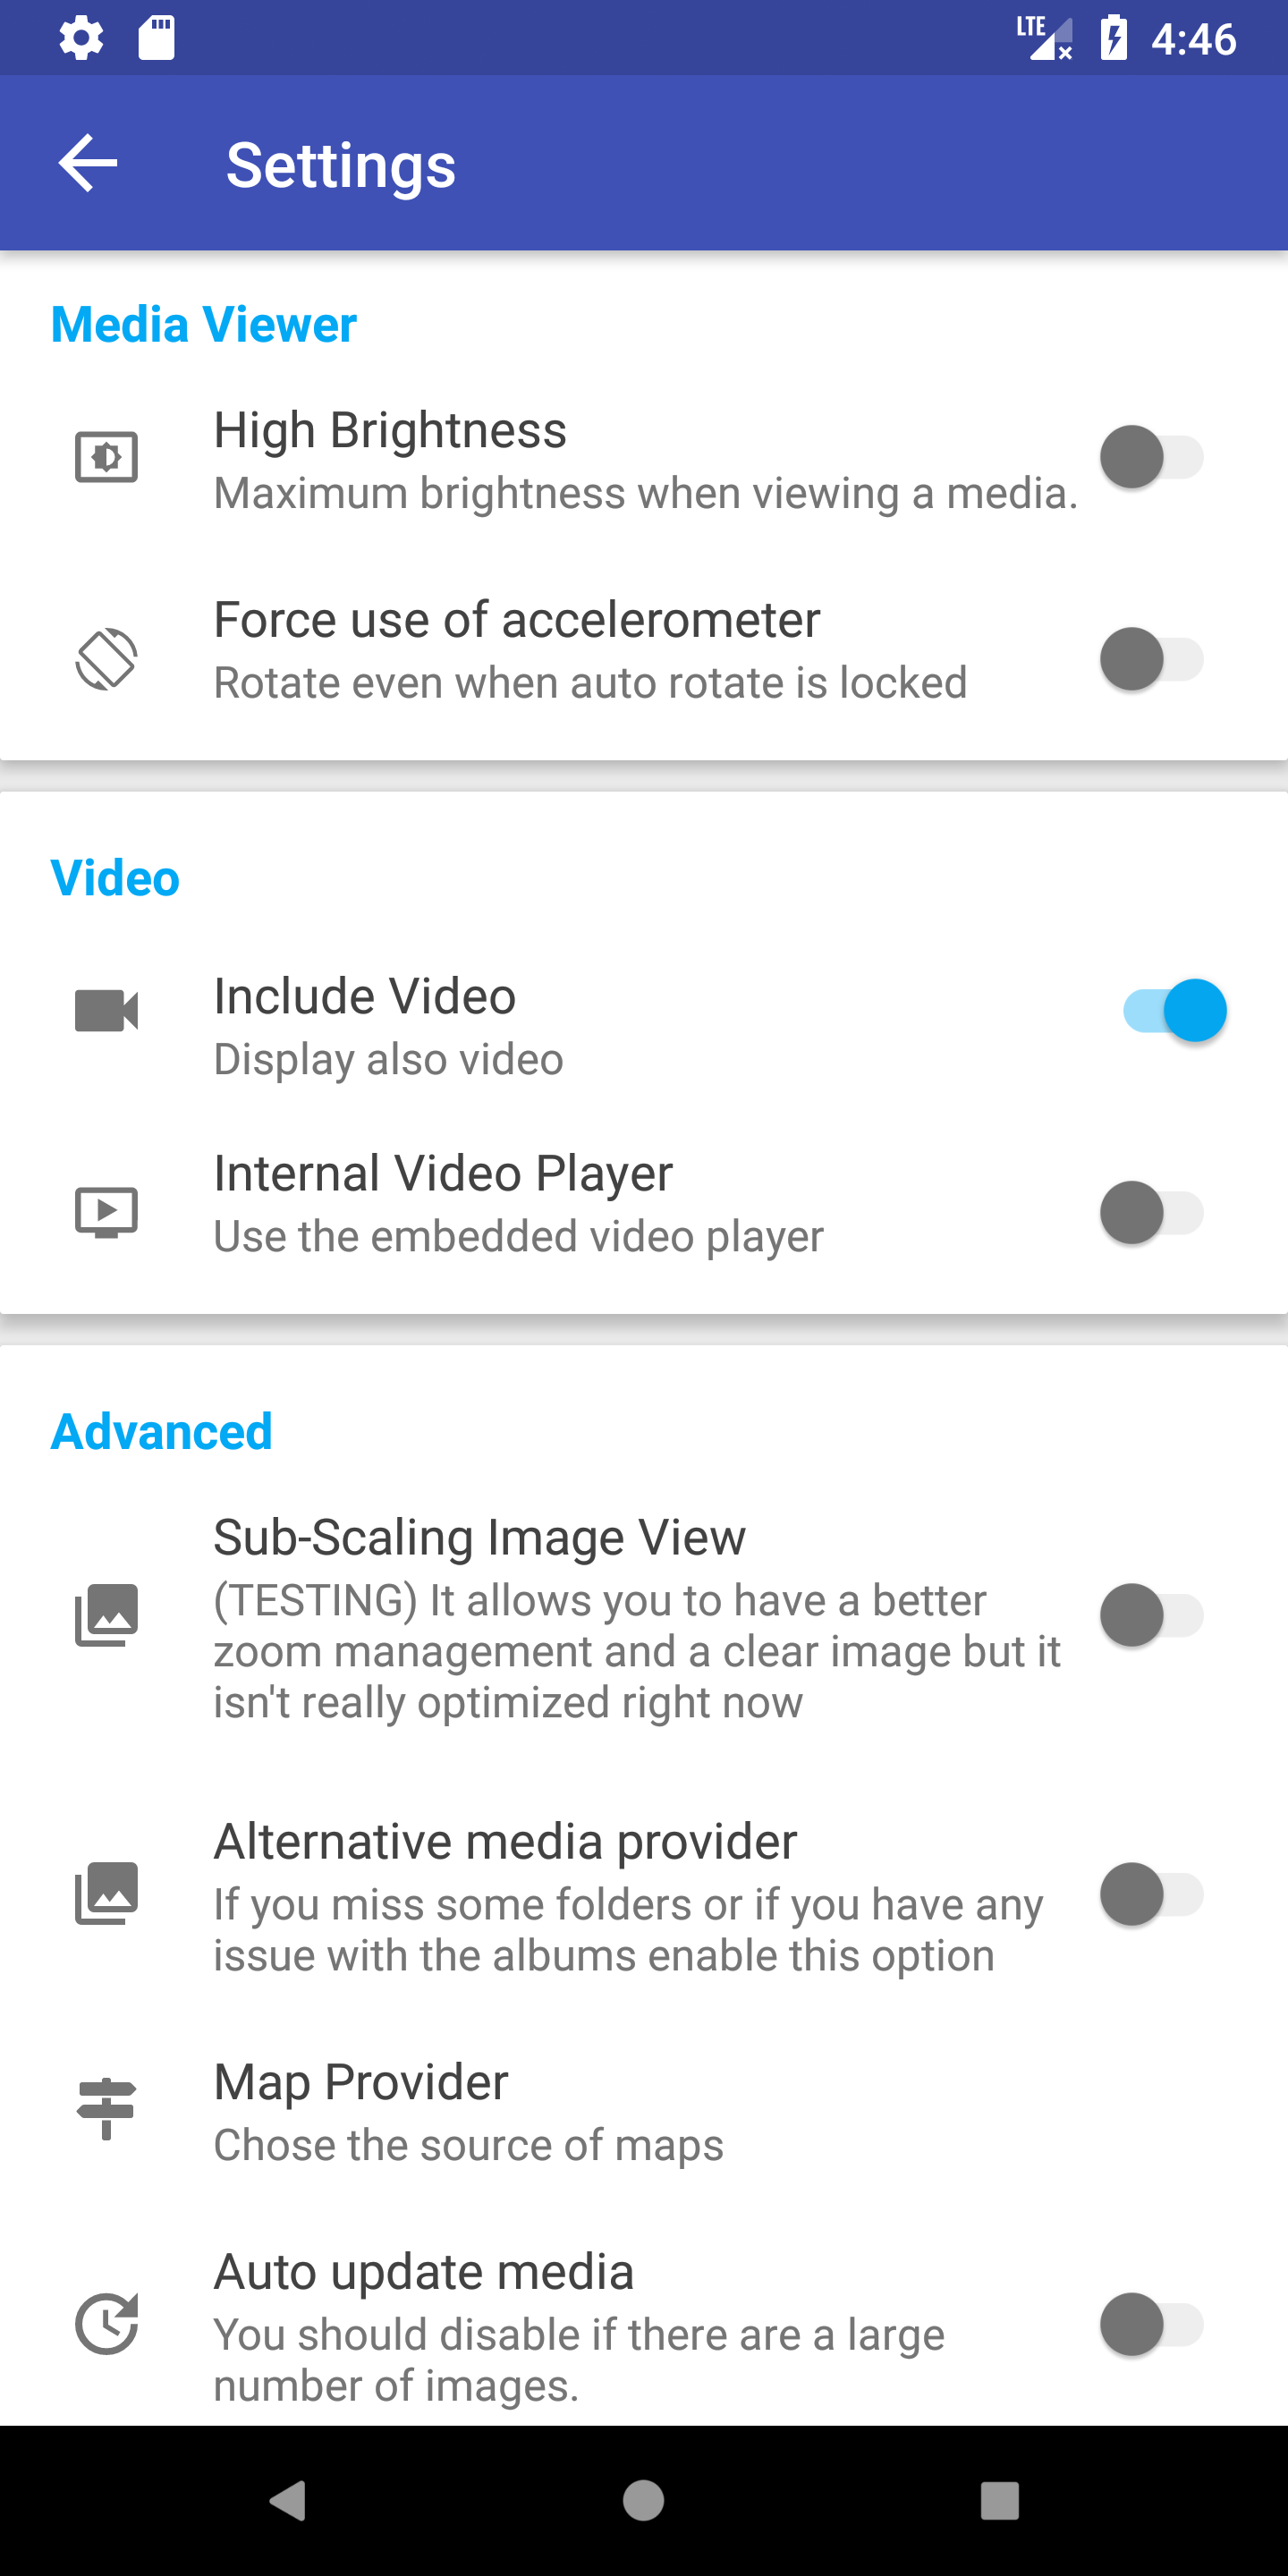 LTE 4:46
Settings
Media Viewer
High Brightness
Maximum brightness when viewing a media.
Force use of accelerometer
Rotate even when auto rotate is locked
Video
Include Video
Display also video
Internal Video Player
Use the embedded video player
Advanced
Sub-Scaling Image View
(TESTING) It allows you to have a better
zoom management and a clear image but it
isn't really optimized right now
Alternative media provider
If you miss some folders or if you have any
issue with the albums enable this option
Map Provider
Chose the source of maps
Auto update media
You should disable if there are a large
number of images.